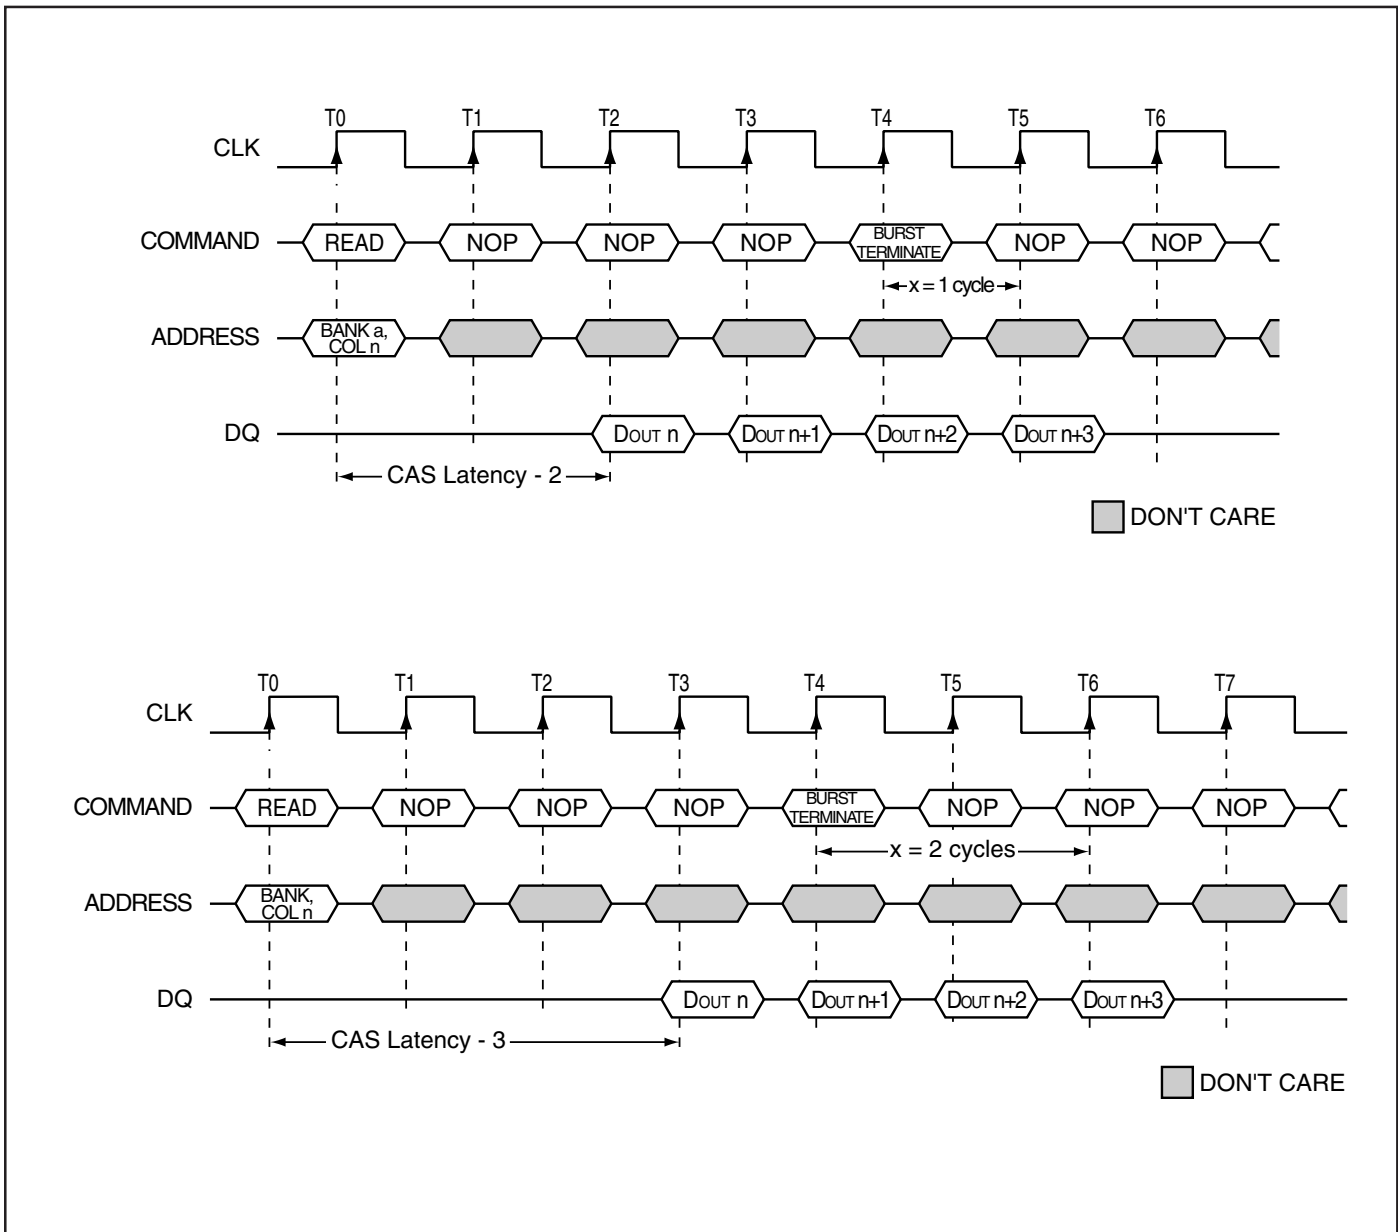 T0 T1 T2 T3 T4 T5 T6
CLK
COMMAND READ NOP NOP NOP BURST TERMINATE NOP NOP
x = 1 cycle
ADDRESS BANK a, COL n
DQ DOUT n DOUT n+1 DOUT n+2 DOUT n+3
CAS Latency - 2
DON'T CARE
T0 T1 T2 T3 T4 T5 T6 T7
CLK
COMMAND READ NOP NOP NOP BURST TERMINATE NOP NOP NOP
x = 2 cycles
ADDRESS BANK, COL n
DQ DOUT n DOUT n+1 DOUT n+2 DOUT n+3
CAS Latency - 3
DON'T CARE